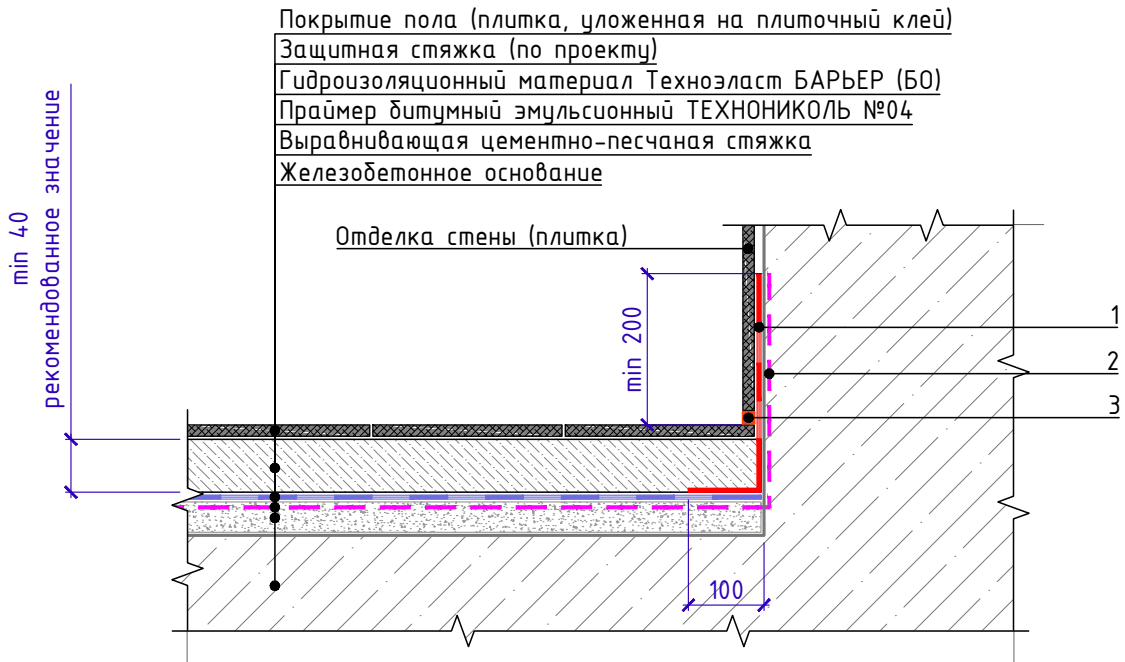 Покрытие пола (плитка, уложенная на плиточный клей)
Защитная стяжка (по проекту)
Гидроизоляционный материал Техноэласт БАРЬЕР (БО)
Праймер битумный эмульсионный ТЕХНОНИКОЛЬ №04
Выравнивающая цементно-песчаная стяжка
Железобетонное основание
min 40
рекомендованное значение
Отделка стены (плитка)
min 200
1
2
3
100